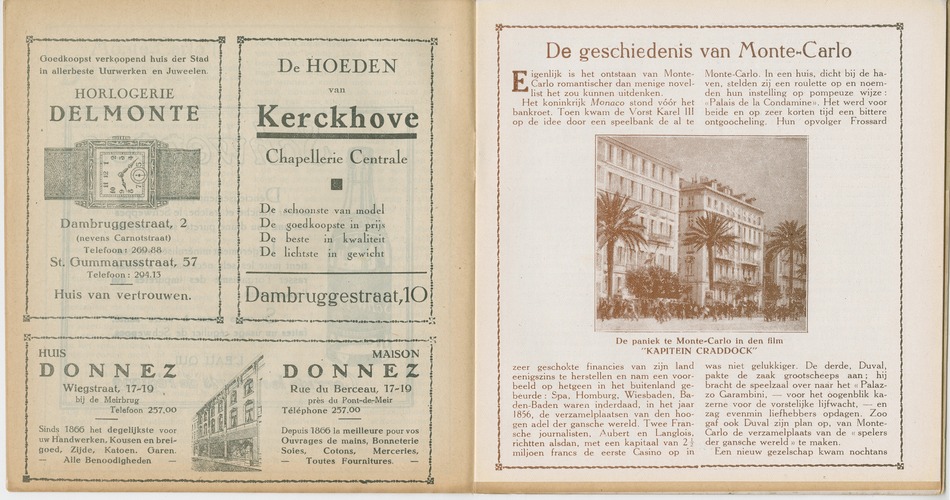 Goedkoopst verkoopend huis der Stad
in allerbeste Uurwerken en Juweelen.
HORLOGERIE
DELMONTE
Dambruggestraat, 2
(nevens Carnotstraat)
Telefoon: 269.88
St. Gummarusstraat, 57
Telefoon: 294.13
Huis van vertrouwen.
De HOEDEN
van
Kerckhove
Chapellerie Centrale
De schoonste van model
De goedkoopste in prijs
De beste in kwaliteit
De lichtste in gewicht
Dambruggestraat,10
HUIS
DONNEZ
Wiegstraat, 17-19
bij de Meirbrug
Telefoon 257,00
Sinds 1866 het degelijkste voor
uw Handwerken, Kousen en brei-
goed, Zijde, Katoen, Garen.
— Alle Benoodigheden —
MAISON
DONNEZ
Rue du Berceau, 17-19
près du Pont-de-Meir
Téléphone 257.00
Depuis 1866 la meilleure pour vos
Ouvrages de mains, Bonneterie
Soies, Cotons, Merceries,
— Toutes Fournitures. —
De geschiedenis van Monte-Carlo
Eigenlijk is het ontstaan van Monte-
Carlo romantischer dan menige novel-
list het zou kunnen uitdenken.
Het koninkrijk Monaco stond vóór het
bankroet. Toen kwam de Vorst Karel III
op de idee door een speelbank de al te
Monte-Carlo. In een huis, dicht bij de ha-
ven, stelden zij een roulette op en noem-
den hun instelling op pompeuze wijze :
«Palais de la Condamine». Het werd voor
beide en op zeer korten tijd een bittere
ontgoocheling. Hun opvolger Frossard
De paniek te Monte-Carlo in den film
"KAPITEIN CRADDOCK"
zeer geschokte financies van zijn land
eenigszins te herstellen en nam een voor-
beeld op hetgeen in het buitenland ge-
beurde : Spa, Homburg, Wiesbaden, Ba-
den-Baden waren inderdaad, in het jaar
1856, de verzamelplaatsen van den hoo-
gen adel der gansche wereld. Twee Fran-
sche journalisten, Aubert en Langlois,
richtten alsdan, met een kapitaal van 2½
miljoen francs de eerste Casino op in
was niet gelukkiger. De derde, Duval,
pakte de zaak grootscheeps aan ; hij
bracht de speelzaal over naar het « Palaz-
zo Garambini, — voor het oogenblik ka-
zerne voor de vorstelijke lijfwacht, — en
zag evenmin liefhebbers opdagen. Zoo
gaf ook Duval zijn plan op, van Monte-
Carlo de verzamelplaats van de « spelers
der gansche wereld » te maken.
Een nieuw gezelschap kwam nochtans